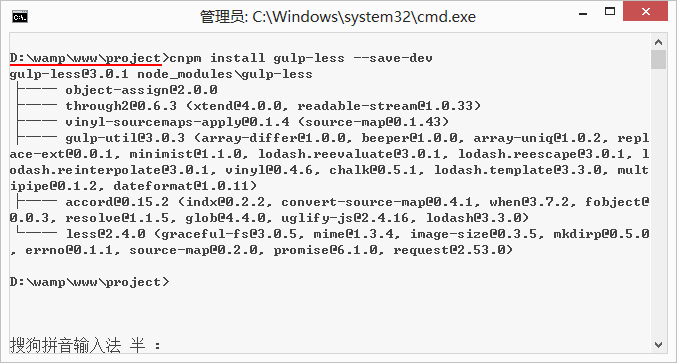 管理员: C:\Windows\system32\cmd.exe
D:\wamp\www\project>cnpm install gulp-less --save-dev
gulp-less@3.0.1 node_modules\gulp-less
├── object-assign@2.0.0
├── through2@0.6.3 (xtend@4.0.0, readable-stream@1.0.33)
├── vinyl-sourcemaps-apply@0.1.4 (source-map@0.1.43)
├── gulp-util@3.0.3 (array-differ@1.0.0, beeper@1.0.0, array-uniq@1.0.2, repl
ace-ext@0.0.1, minimist@1.1.0, lodash.reevaluate@3.0.1, lodash.reescape@3.0.1, l
odash.reinterpolate@3.0.1, vinyl@0.4.6, chalk@0.5.1, lodash.template@3.3.0, mult
ipipe@0.1.2, dateformat@1.0.11)
├── accord@0.15.2 (indx@0.2.2, convert-source-map@0.4.1, when@3.7.2, fobject@
0.0.3, resolve@1.1.5, glob@4.4.0, uglify-js@2.4.16, lodash@3.3.0)
└── less@2.4.0 (graceful-fs@3.0.5, mime@1.3.4, image-size@0.3.5, mkdirp@0.5.0
, errno@0.1.1, source-map@0.2.0, promise@6.1.0, request@2.53.0)
D:\wamp\www\project>
搜狗拼音输入法 半 :